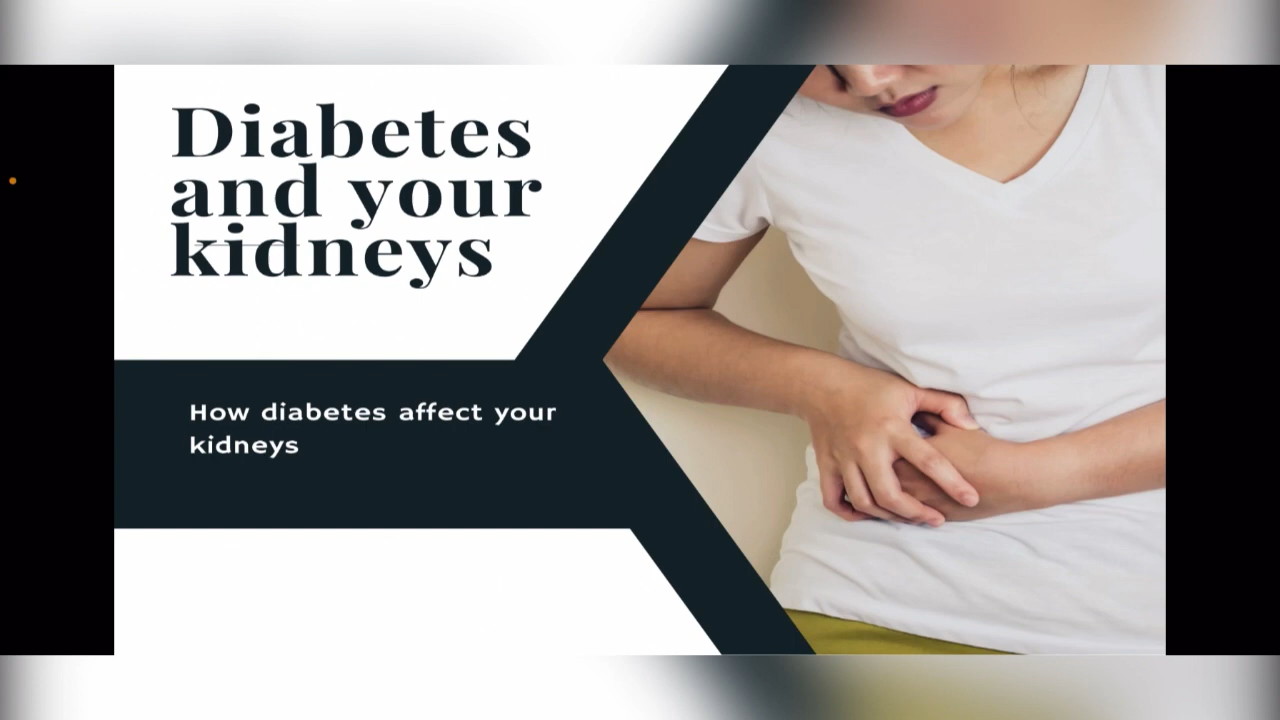 Diabetes
and your
kidneys
How diabetes affect your
kidneys